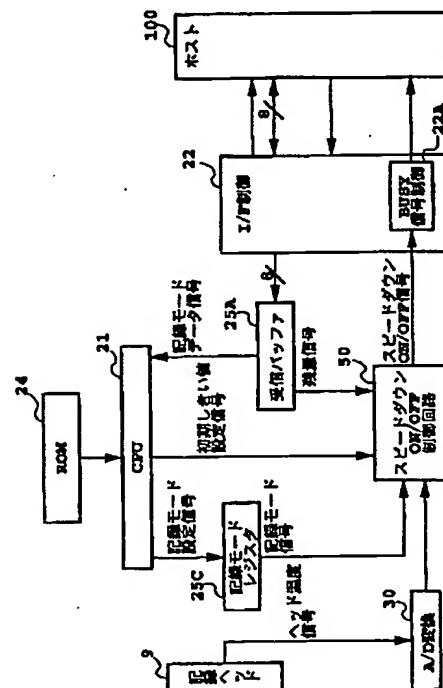 100
ホスト
8
22
I/F制御
22A
BUSY
信号制御
スピードダウン
ON/OFF信号
8
25A
受信バッファ
記録モード
データ信号
残量信号
24
ROM
21
CPU
初期しきい値
設定信号
50
スピードダウン
ON/OFF
制御回路
記録モード
設定信号
25C
記録モード
レジスタ
記録モード
信号
ヘッド温度
信号
9
記録
ヘッド
30
A/D変換